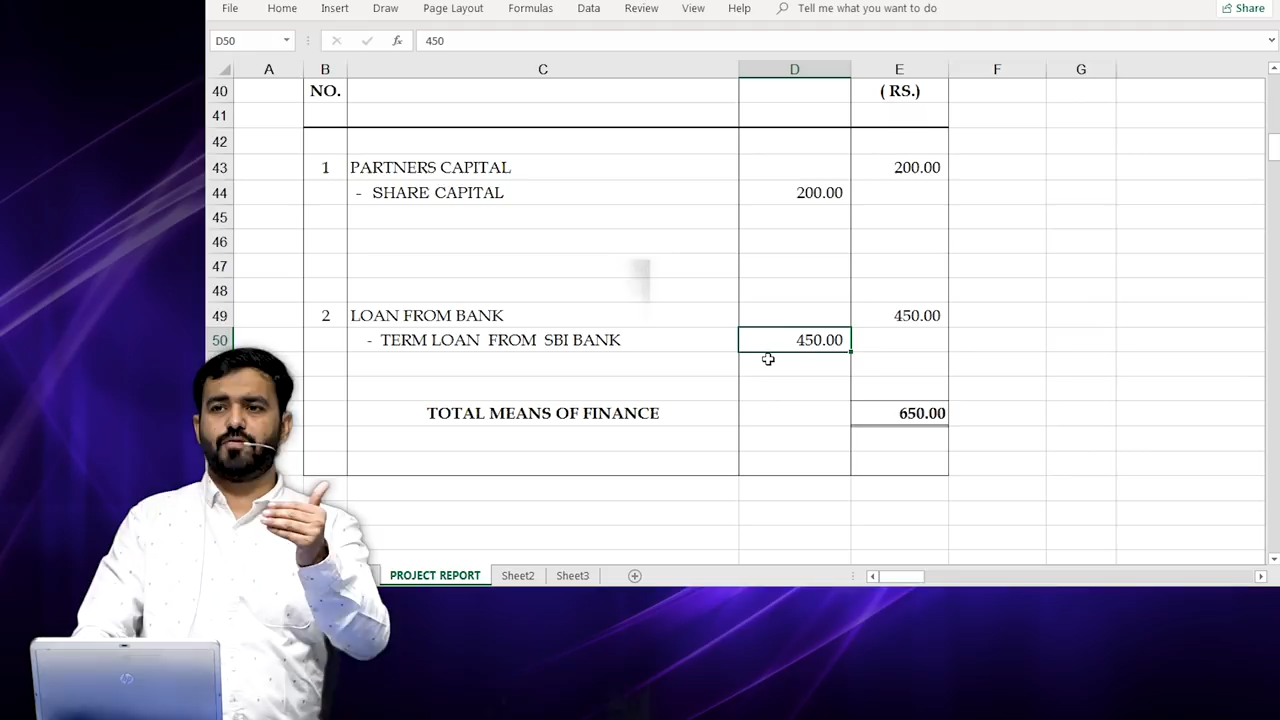 File Home Insert Draw Page Layout Formulas Data Review View Help Tell me what you want to do Share
D50 fx 450
A B C D E F G
40 NO. ( RS.)
41
42
43 1 PARTNERS CAPITAL 200.00
44 - SHARE CAPITAL 200.00
45
46
47
48
49 2 LOAN FROM BANK 450.00
50 - TERM LOAN FROM SBI BANK 450.00
TOTAL MEANS OF FINANCE 650.00
PROJECT REPORT Sheet2 Sheet3
hp